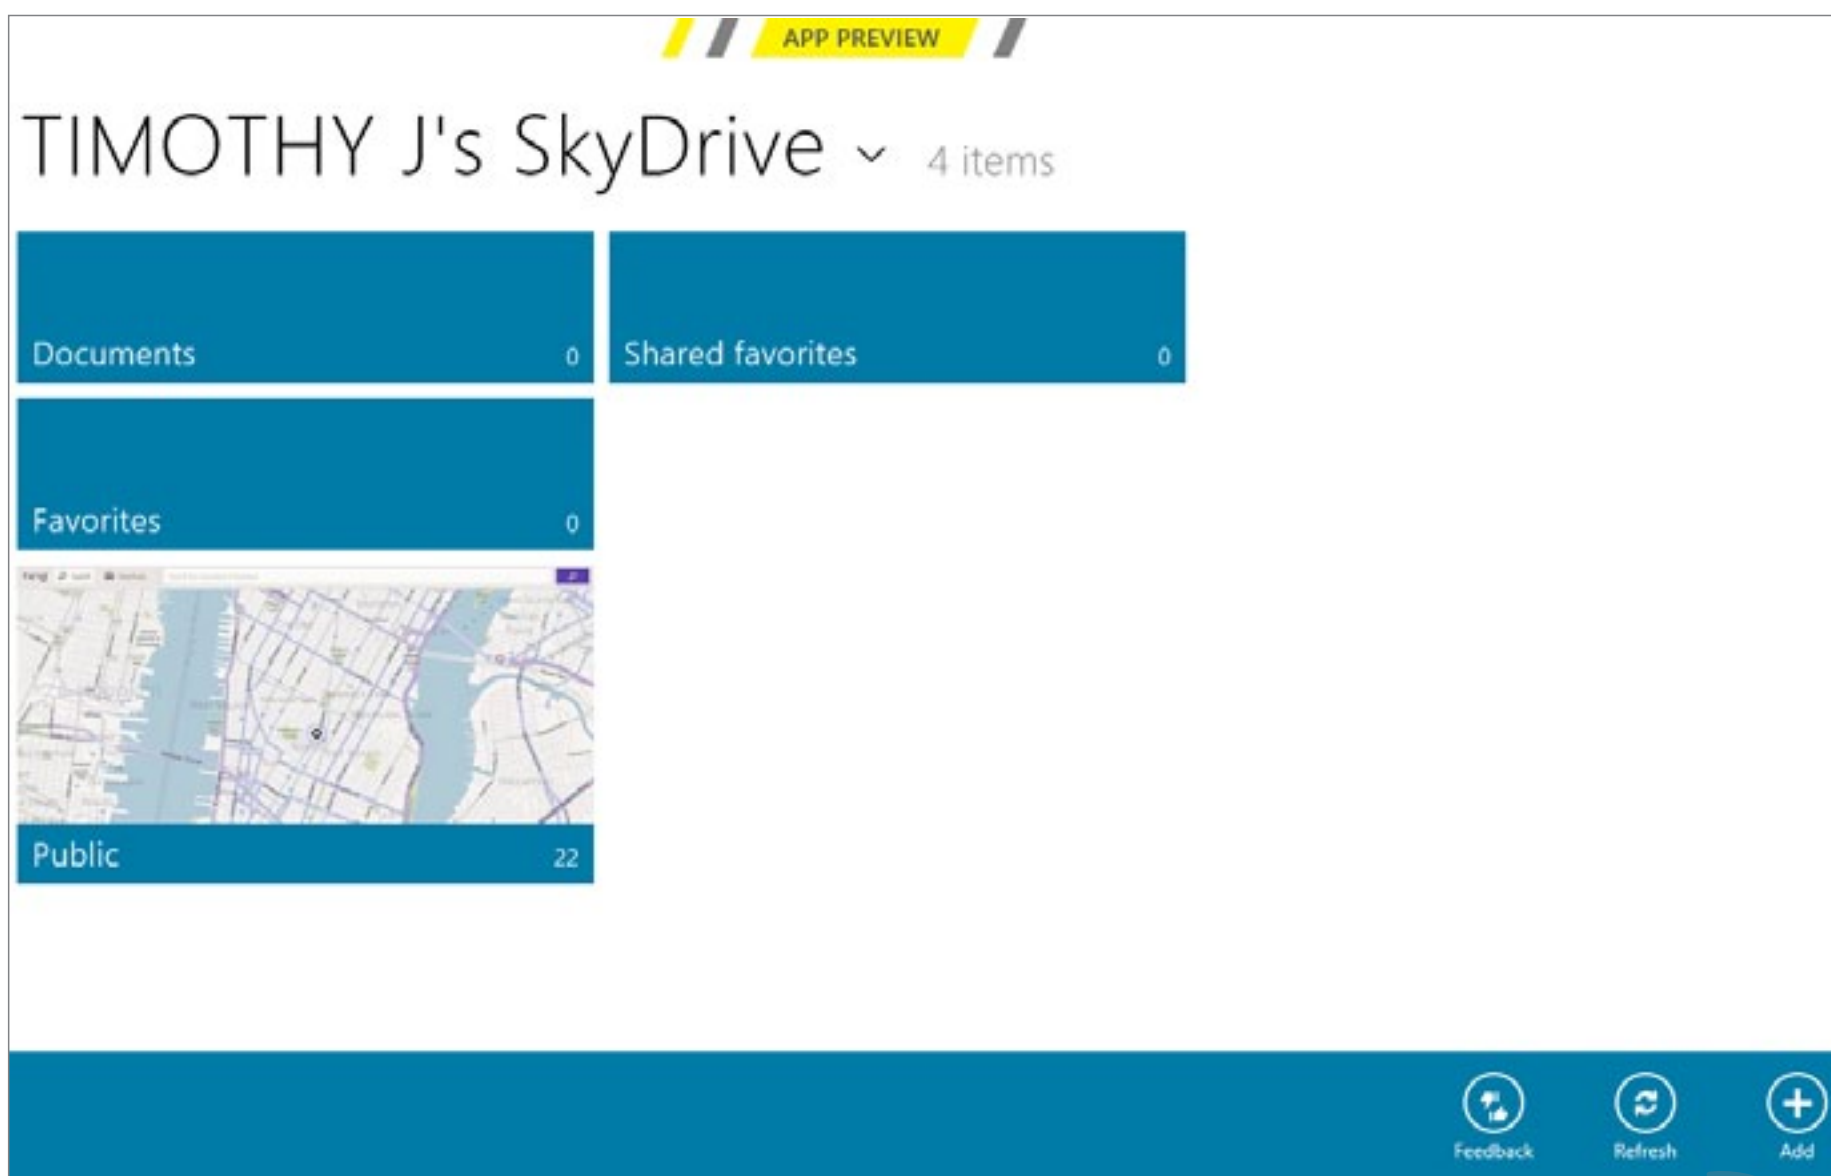 APP PREVIEW
TIMOTHY J's SkyDrive 4 items
Documents 0
Shared favorites 0
Favorites 0
Public 22
Feedback
Refresh
Add